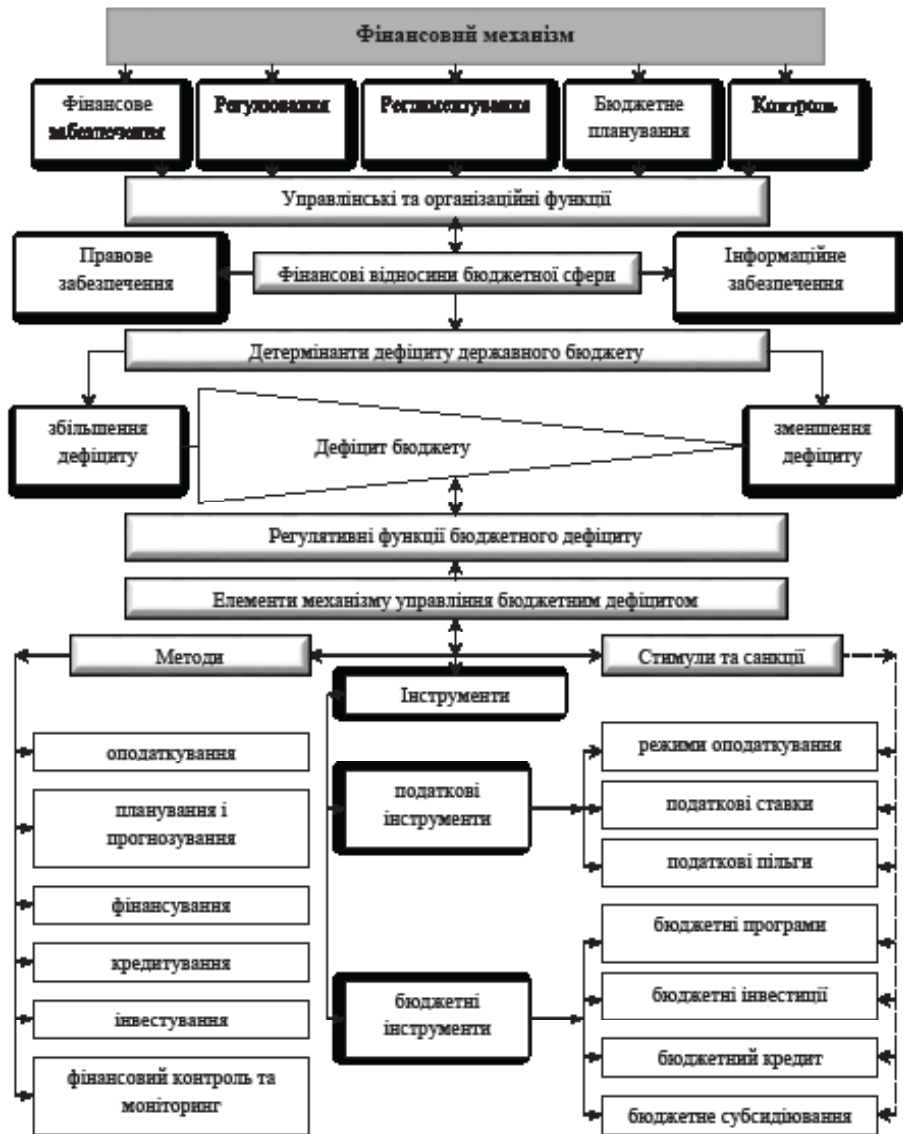 Фінансовий механізм
Фінансове
забезпечення
Регулювання
Регламентування
Бюджетне
планування
Контроль
Управлінські та організаційні функції
Правове
забезпечення
Фінансові відносини бюджетної сфери
Інформаційне
забезпечення
Детермінанти дефіциту державного бюджету
збільшення
дефіциту
Дефіцит бюджету
зменшення
дефіциту
Регулятивні функції бюджетного дефіциту
Елементи механізму управління бюджетним дефіцитом
Методи
Стимули та санкції
Інструменти
оподаткування
планування і
прогнозування
фінансування
кредитування
інвестування
фінансовий контроль та
моніторинг
податкові
інструменти
бюджетні
інструменти
режими оподаткування
податкові ставки
податкові пільги
бюджетні програми
бюджетні інвестиції
бюджетний кредит
бюджетне субсидіювання